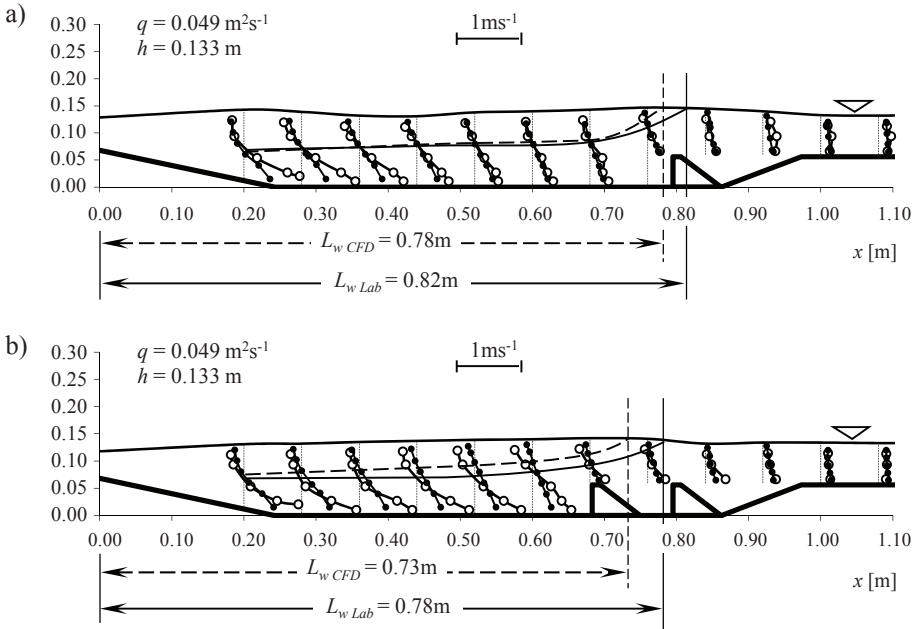 a)
q = 0.049 m²s⁻¹
h = 0.133 m
1ms⁻¹
0.30
0.25
0.20
0.15
0.10
0.05
0.00
0.00 0.10 0.20 0.30 0.40 0.50 0.60 0.70 0.80 0.90 1.00 1.10
x [m]
L_w CFD = 0.78m
L_w Lab = 0.82m
b)
q = 0.049 m²s⁻¹
h = 0.133 m
1ms⁻¹
0.30
0.25
0.20
0.15
0.10
0.05
0.00
0.00 0.10 0.20 0.30 0.40 0.50 0.60 0.70 0.80 0.90 1.00 1.10
x [m]
L_w CFD = 0.73m
L_w Lab = 0.78m